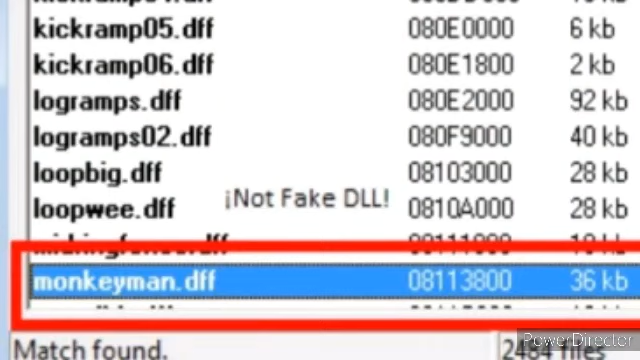 kickramp05.dff 080E0000 6 kb
kickramp06.dff 080E1800 2 kb
logramps.dff 080E2000 92 kb
logramps02.dff 080F9000 40 kb
loopbig.dff 08103000 28 kb
¡Not Fake DLL!
loopwee.dff 0810A000 28 kb
monkeyman.dff 08113800 36 kb
Match found. 2484 files
PowerDirector